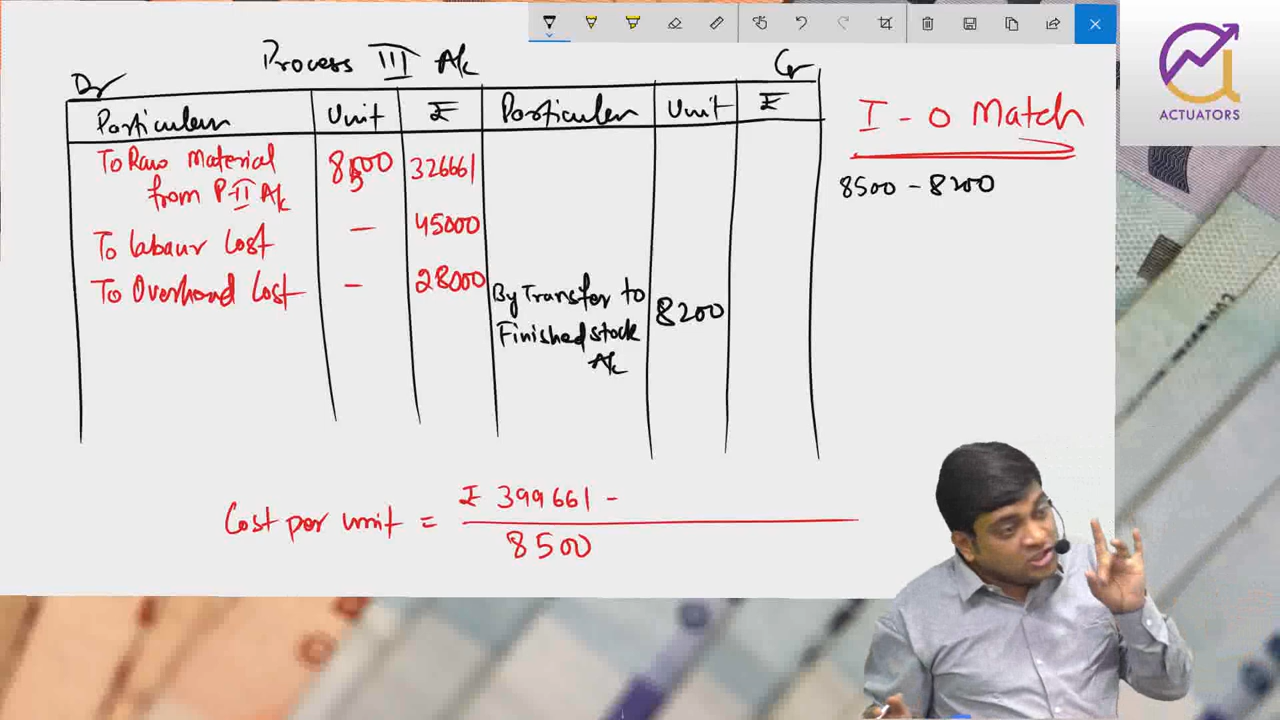 Process III A/c
Dr
Cr
Particulars Unit ₹ Particulars Unit ₹
To Raw Material 8500 326661
from P-II A/c
To Labour Cost - 45000
To Overhead Cost - 28000
By Transfer to 8200
Finished stock
A/c
Cost per unit = ₹ 399661 -
8500
I - O Match
8500 - 8200
ACTUATORS